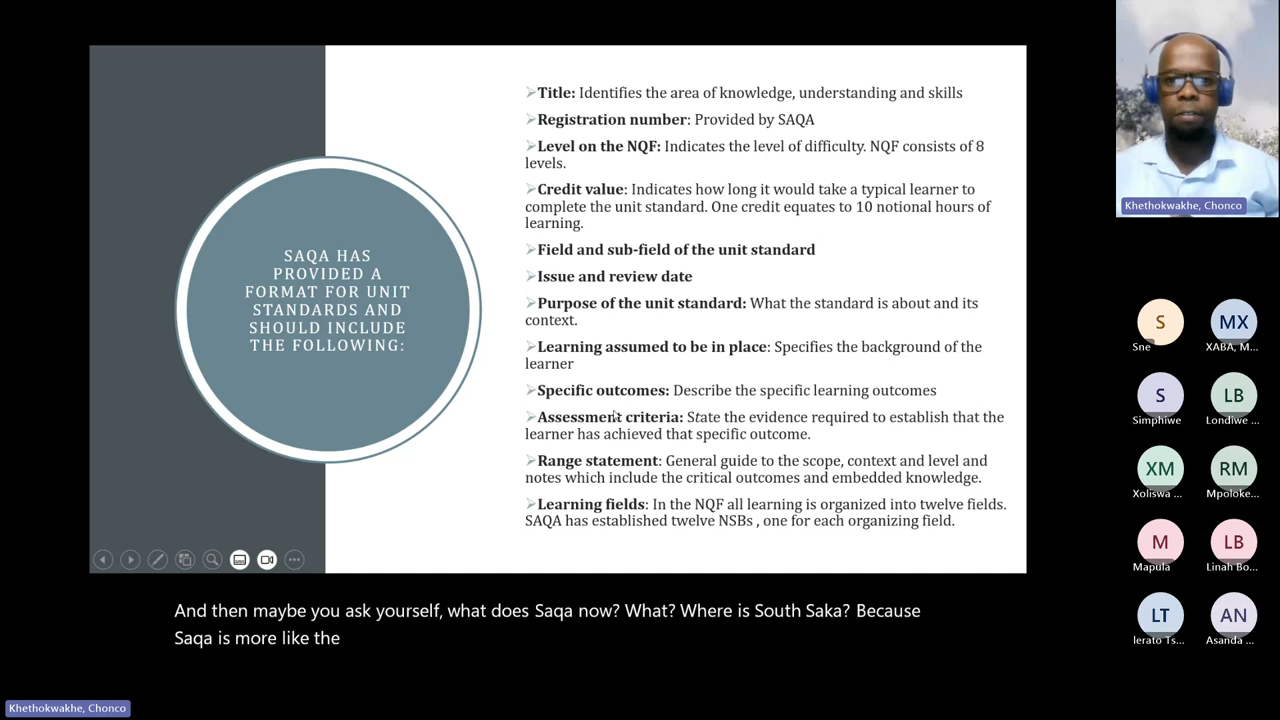 SAQA HAS
PROVIDED A
FORMAT FOR UNIT
STANDARDS AND
SHOULD INCLUDE
THE FOLLOWING:
➢Title: Identifies the area of knowledge, understanding and skills
➢Registration number: Provided by SAQA
➢Level on the NQF: Indicates the level of difficulty. NQF consists of 8
levels.
➢Credit value: Indicates how long it would take a typical learner to
complete the unit standard. One credit equates to 10 notional hours of
learning.
➢Field and sub-field of the unit standard
➢Issue and review date
➢Purpose of the unit standard: What the standard is about and its
context.
➢Learning assumed to be in place: Specifies the background of the
learner
➢Specific outcomes: Describe the specific learning outcomes
➢Assessment criteria: State the evidence required to establish that the
learner has achieved that specific outcome.
➢Range statement: General guide to the scope, context and level and
notes which include the critical outcomes and embedded knowledge.
➢Learning fields: In the NQF all learning is organized into twelve fields.
SAQA has established twelve NSBs , one for each organizing field.
And then maybe you ask yourself, what does Saqa now? What? Where is South Saka? Because
Saqa is more like the
Khethokwakhe, Chonco
Khethokwakhe, Chonco
S
MX
Sne
XABA, M...
S
LB
Simphiwe
Londiwe ...
XM
RM
Xoliswa ...
Mpoloke...
M
LB
Mapula
Linah Bo...
LT
AN
lerato Ts...
Asanda ...